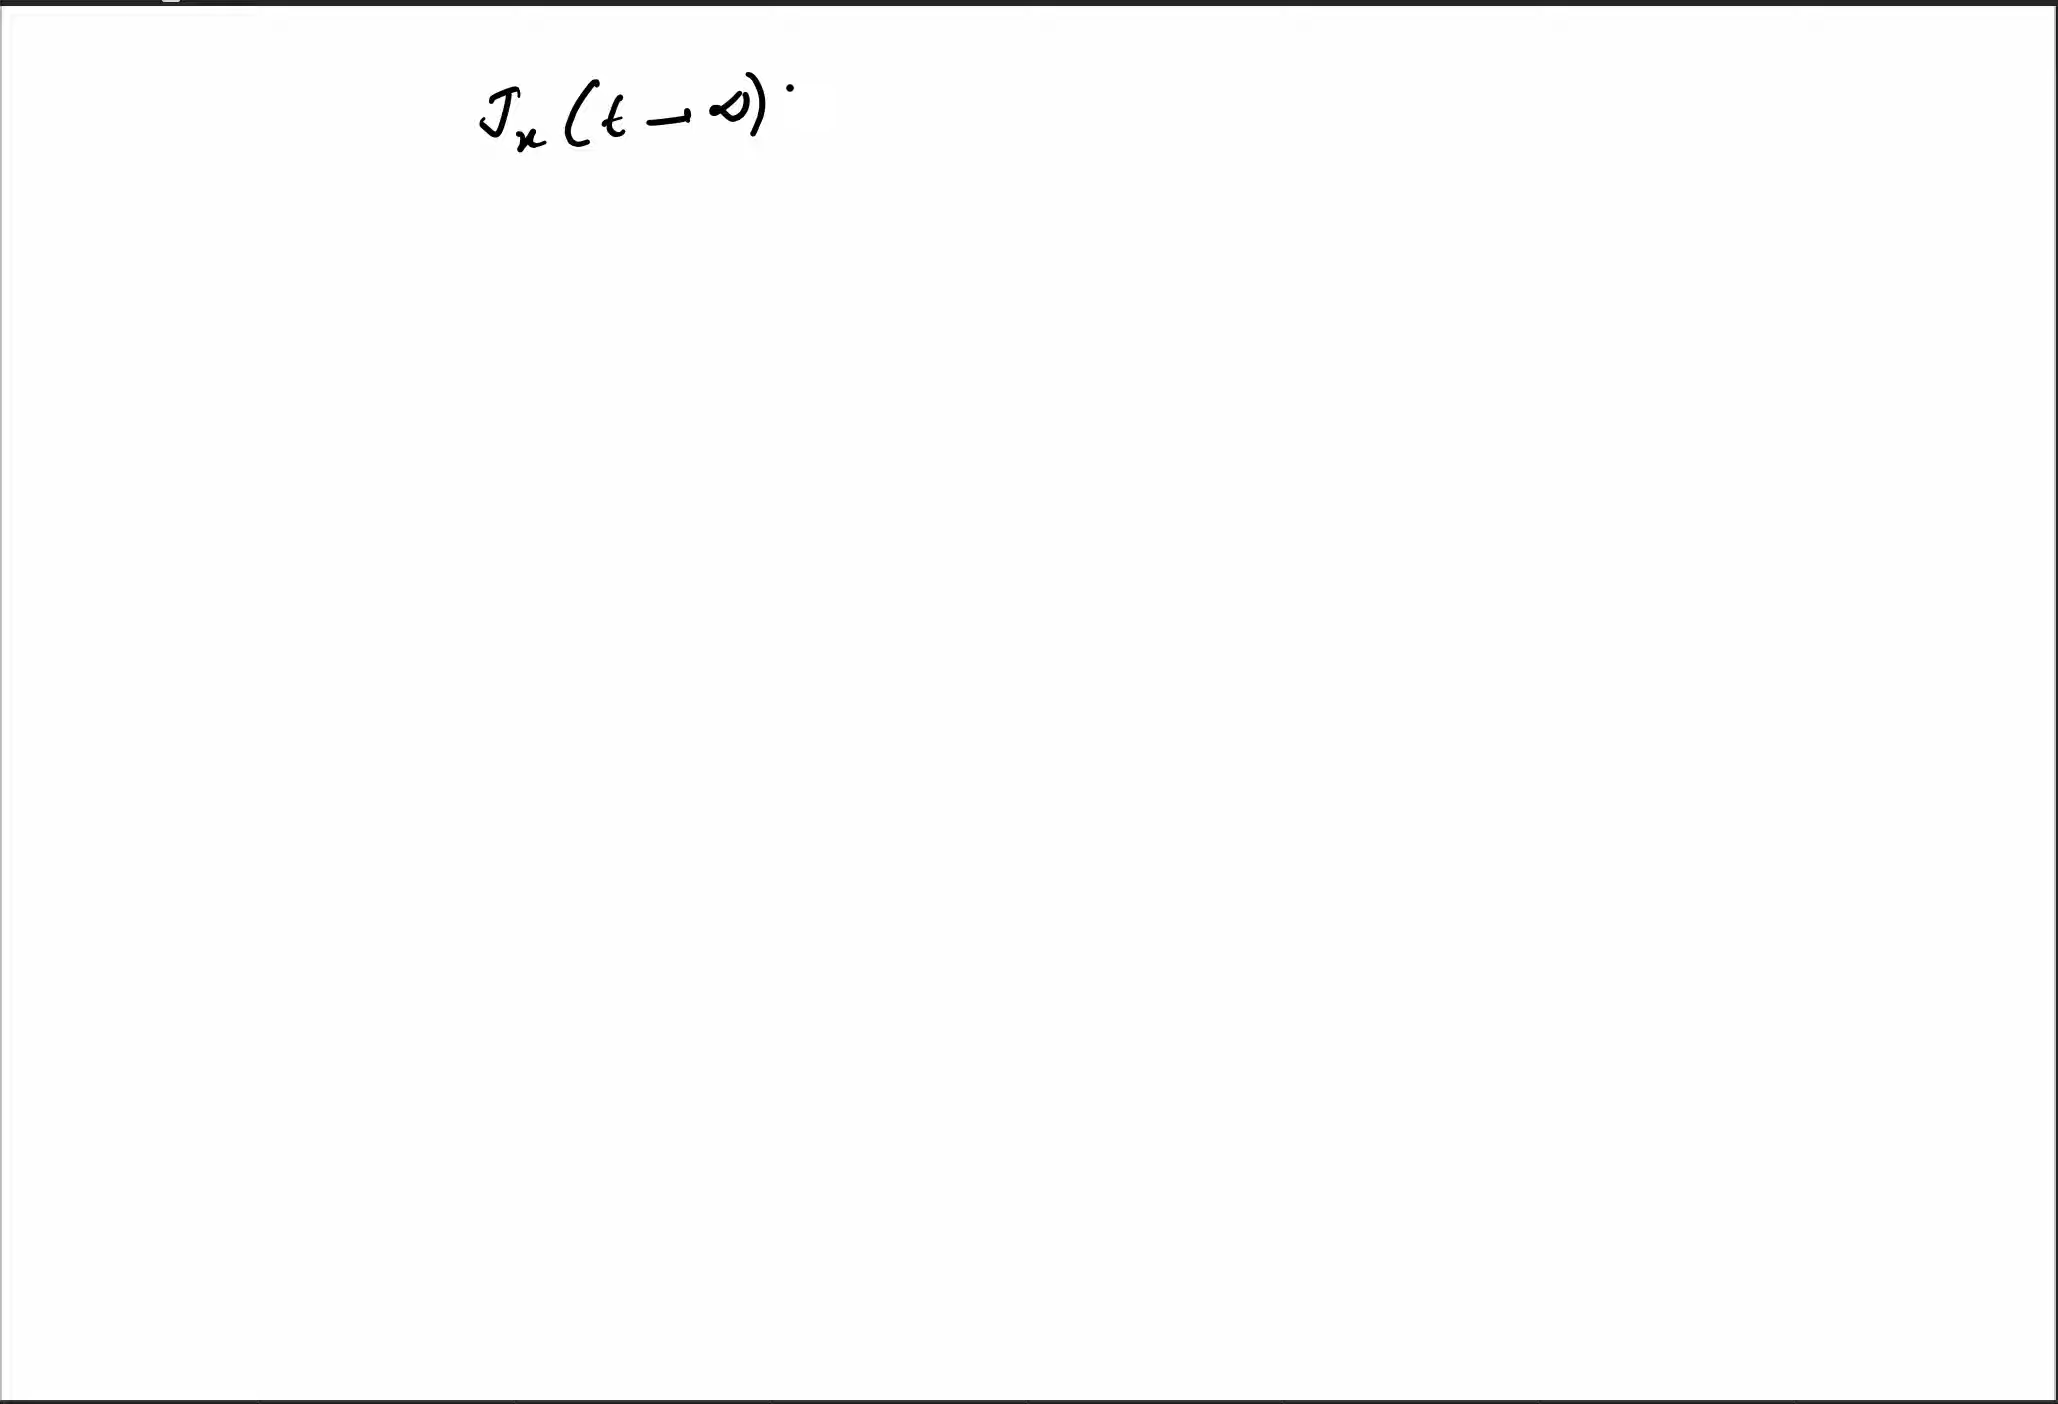 Jx (t → ∞)